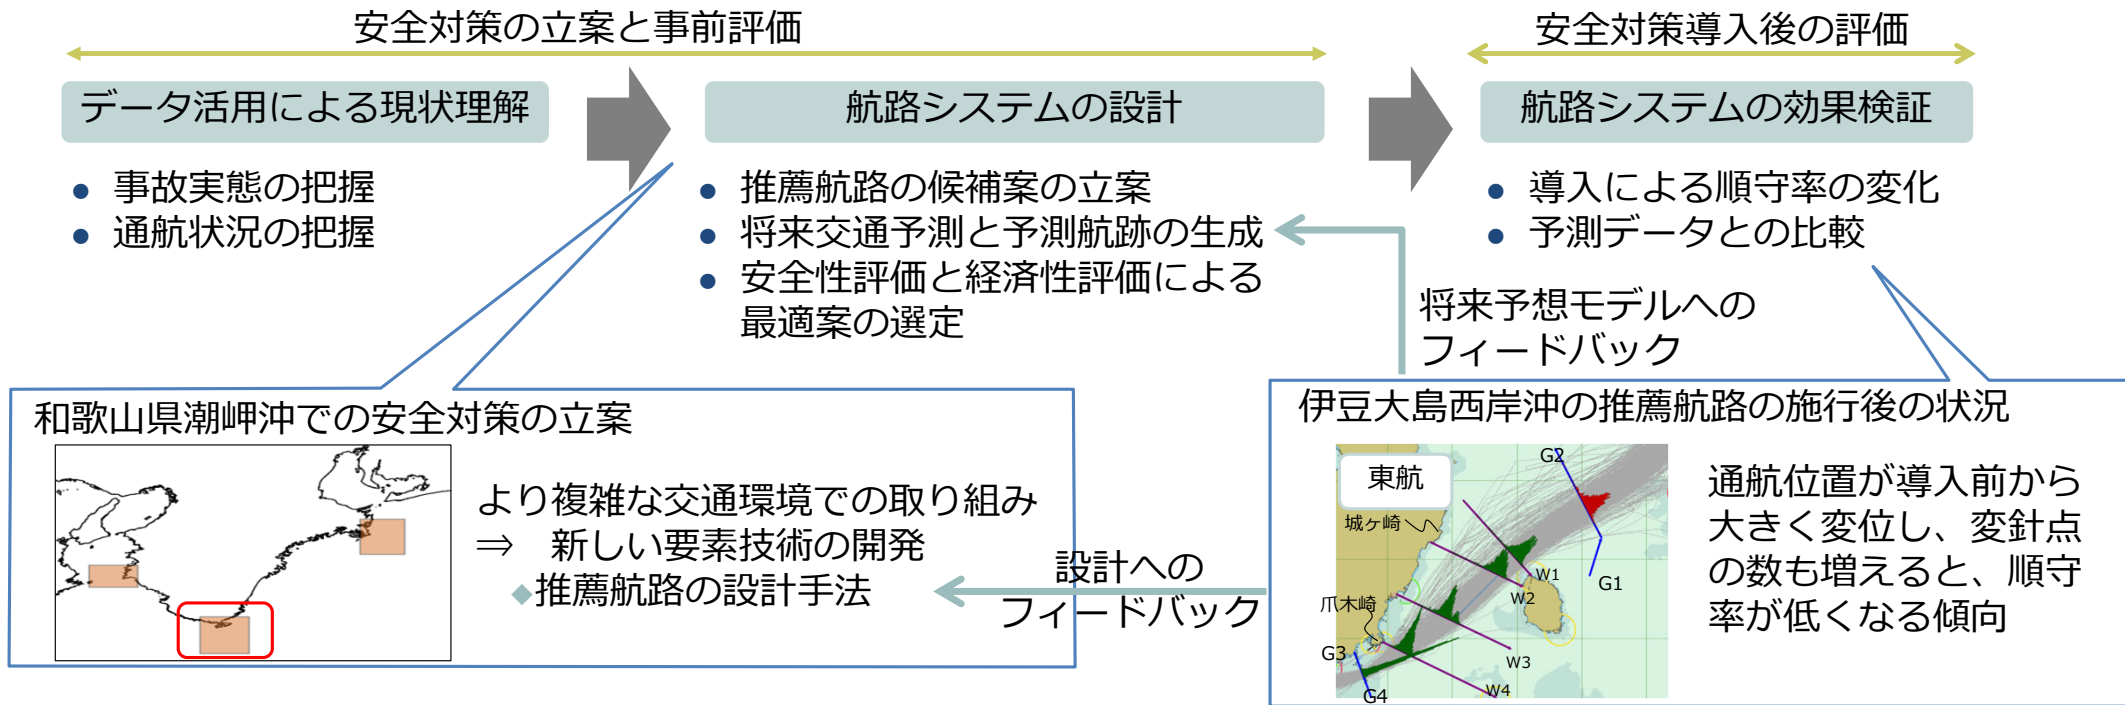 安全対策の立案と事前評価
安全対策導入後の評価
データ活用による現状理解
航路システムの設計
航路システムの効果検証
● 事故実態の把握
● 通航状況の把握
● 推薦航路の候補案の立案
● 将来交通予測と予測航跡の生成
● 安全性評価と経済性評価による
最適案の選定
● 導入による順守率の変化
● 予測データとの比較
将来予想モデルへの
フィードバック
和歌山県潮岬沖での安全対策の立案
より複雑な交通環境での取り組み
⇒ 新しい要素技術の開発
◆推薦航路の設計手法
設計への
フィードバック
伊豆大島西岸沖の推薦航路の施行後の状況
東航
城ヶ崎
爪木崎
G2
G1
W1
W2
W3
W4
G3
G4
通航位置が導入前から
大きく変位し、変針点
の数も増えると、順守
率が低くなる傾向